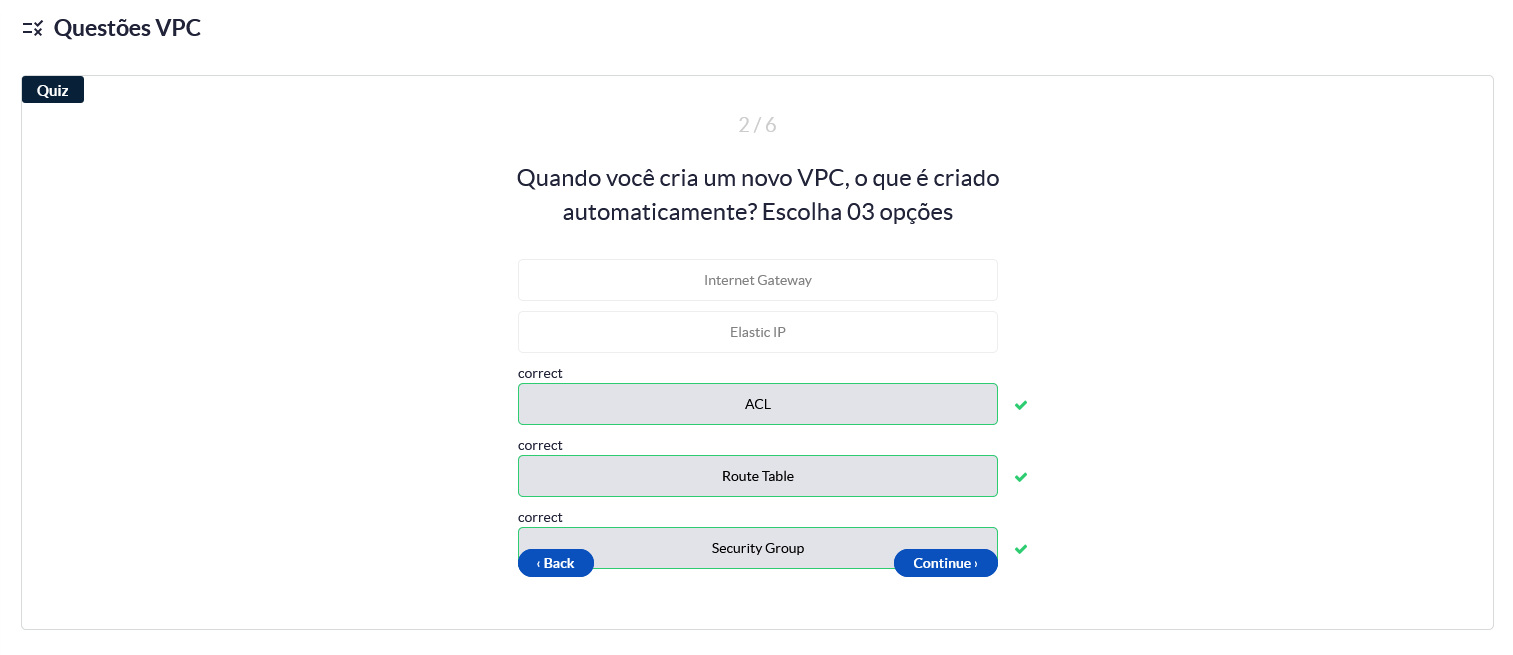 Questões VPC
Quiz
2 / 6
Quando você cria um novo VPC, o que é criado
automaticamente? Escolha 03 opções
Internet Gateway
Elastic IP
correct
ACL
correct
Route Table
correct
Security Group
‹ Back
Continue ›